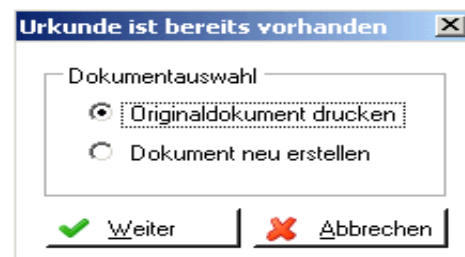 Urkunde ist bereits vorhanden
Dokumentauswahl
Originaldokument drucken
Dokument neu erstellen
Weiter Abbrechen